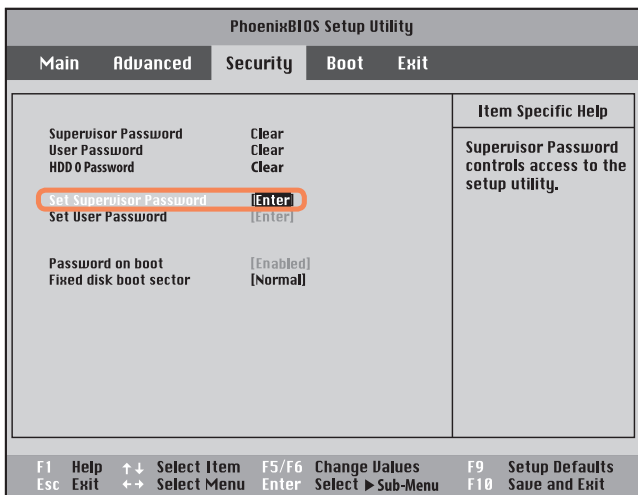 PhoenixBIOS Setup Utility
Main Advanced Security Boot Exit
Item Specific Help
Supervisor Password controls access to the setup utility.
Supervisor Password Clear
User Password Clear
HDD 0 Password Clear
Set Supervisor Password [Enter]
Set User Password [Enter]
Password on boot [Enabled]
Fixed disk boot sector [Normal]
F1 Help ↑↓ Select Item F5/F6 Change Values F9 Setup Defaults
Esc Exit ←→ Select Menu Enter Select ▶Sub-Menu F10 Save and Exit